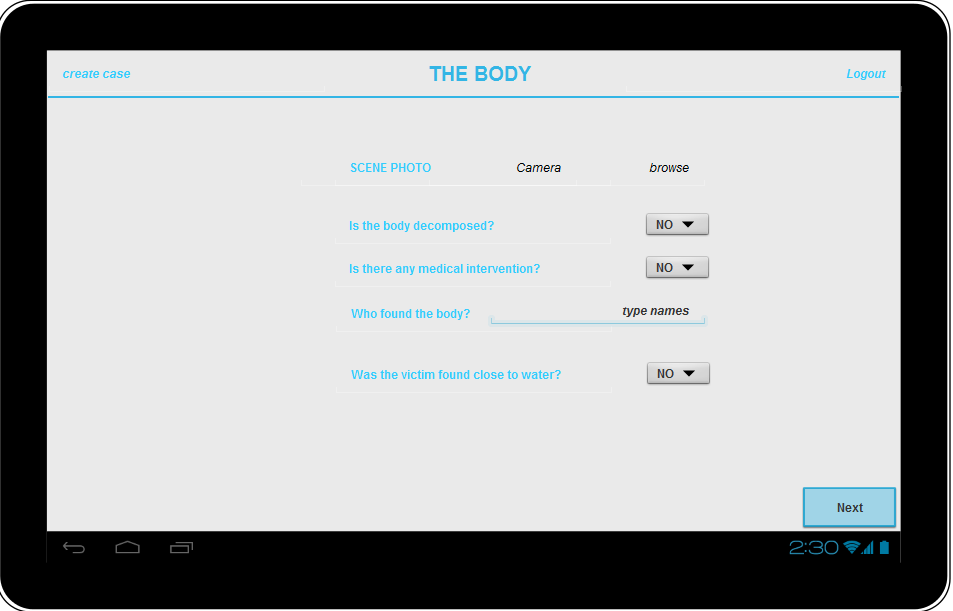 create case THE BODY Logout
SCENE PHOTO Camera browse
Is the body decomposed? NO
Is there any medical intervention? NO
Who found the body? type names
Was the victim found close to water? NO
Next
2:30